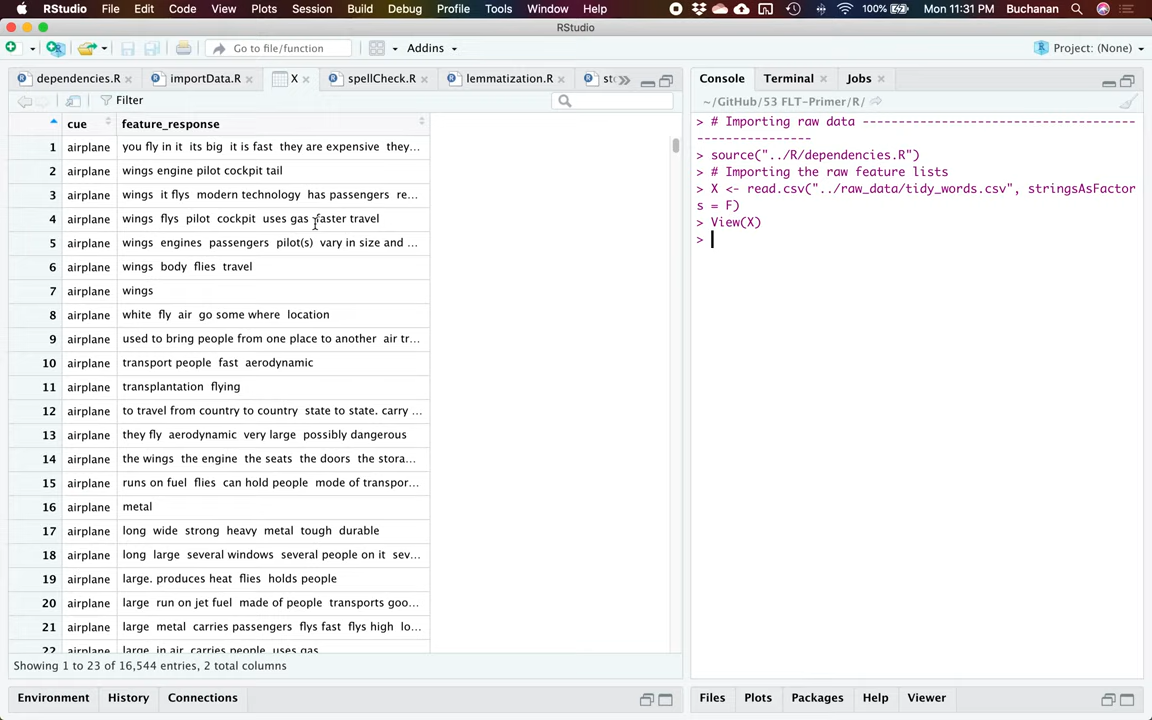 RStudio File Edit Code View Plots Session Build Debug Profile Tools Window Help 100% Mon 11:31 PM Buchanan
RStudio
Go to file/function Addins Project: (None)
dependencies.R importData.R X spellCheck.R lemmatization.R st
Filter
cue feature_response
1 airplane you fly in it its big it is fast they are expensive they...
2 airplane wings engine pilot cockpit tail
3 airplane wings it flys modern technology has passengers re...
4 airplane wings flys pilot cockpit uses gas faster travel
5 airplane wings engines passengers pilot(s) vary in size and ...
6 airplane wings body flies travel
7 airplane wings
8 airplane white fly air go some where location
9 airplane used to bring people from one place to another air tr...
10 airplane transport people fast aerodynamic
11 airplane transplantation flying
12 airplane to travel from country to country state to state. carry ...
13 airplane they fly aerodynamic very large possibly dangerous
14 airplane the wings the engine the seats the doors the stora...
15 airplane runs on fuel flies can hold people mode of transpor...
16 airplane metal
17 airplane long wide strong heavy metal tough durable
18 airplane long large several windows several people on it sev...
19 airplane large. produces heat flies holds people
20 airplane large run on jet fuel made of people transports goo...
21 airplane large metal carries passengers flys fast flys high lo...
22 airplane large in air carries people uses gas
Showing 1 to 23 of 16,544 entries, 2 total columns
Environment History Connections
Console Terminal Jobs
~/GitHub/53 FLT-Primer/R/
> # Importing raw data ---------------------------------------
----------------
> source("../R/dependencies.R")
> # Importing the raw feature lists
> X <- read.csv("../raw_data/tidy_words.csv", stringsAsFactor
s = F)
> View(X)
>
Files Plots Packages Help Viewer